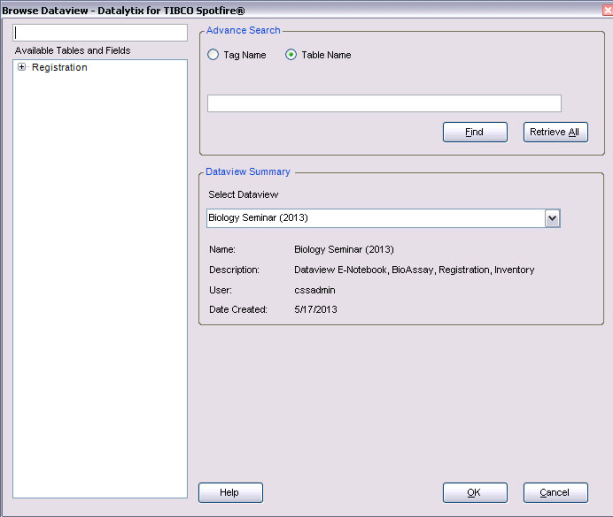 Browse Dataview - Datalytix for TIBCO Spotfire®
Available Tables and Fields
Registration
Advance Search
Tag Name
Table Name
Find
Retrieve All
Dataview Summary
Select Dataview
Biology Seminar (2013)
Name: Biology Seminar (2013)
Description: Dataview E-Notebook, BioAssay, Registration, Inventory
User: cssadmin
Date Created: 5/17/2013
Help
OK
Cancel